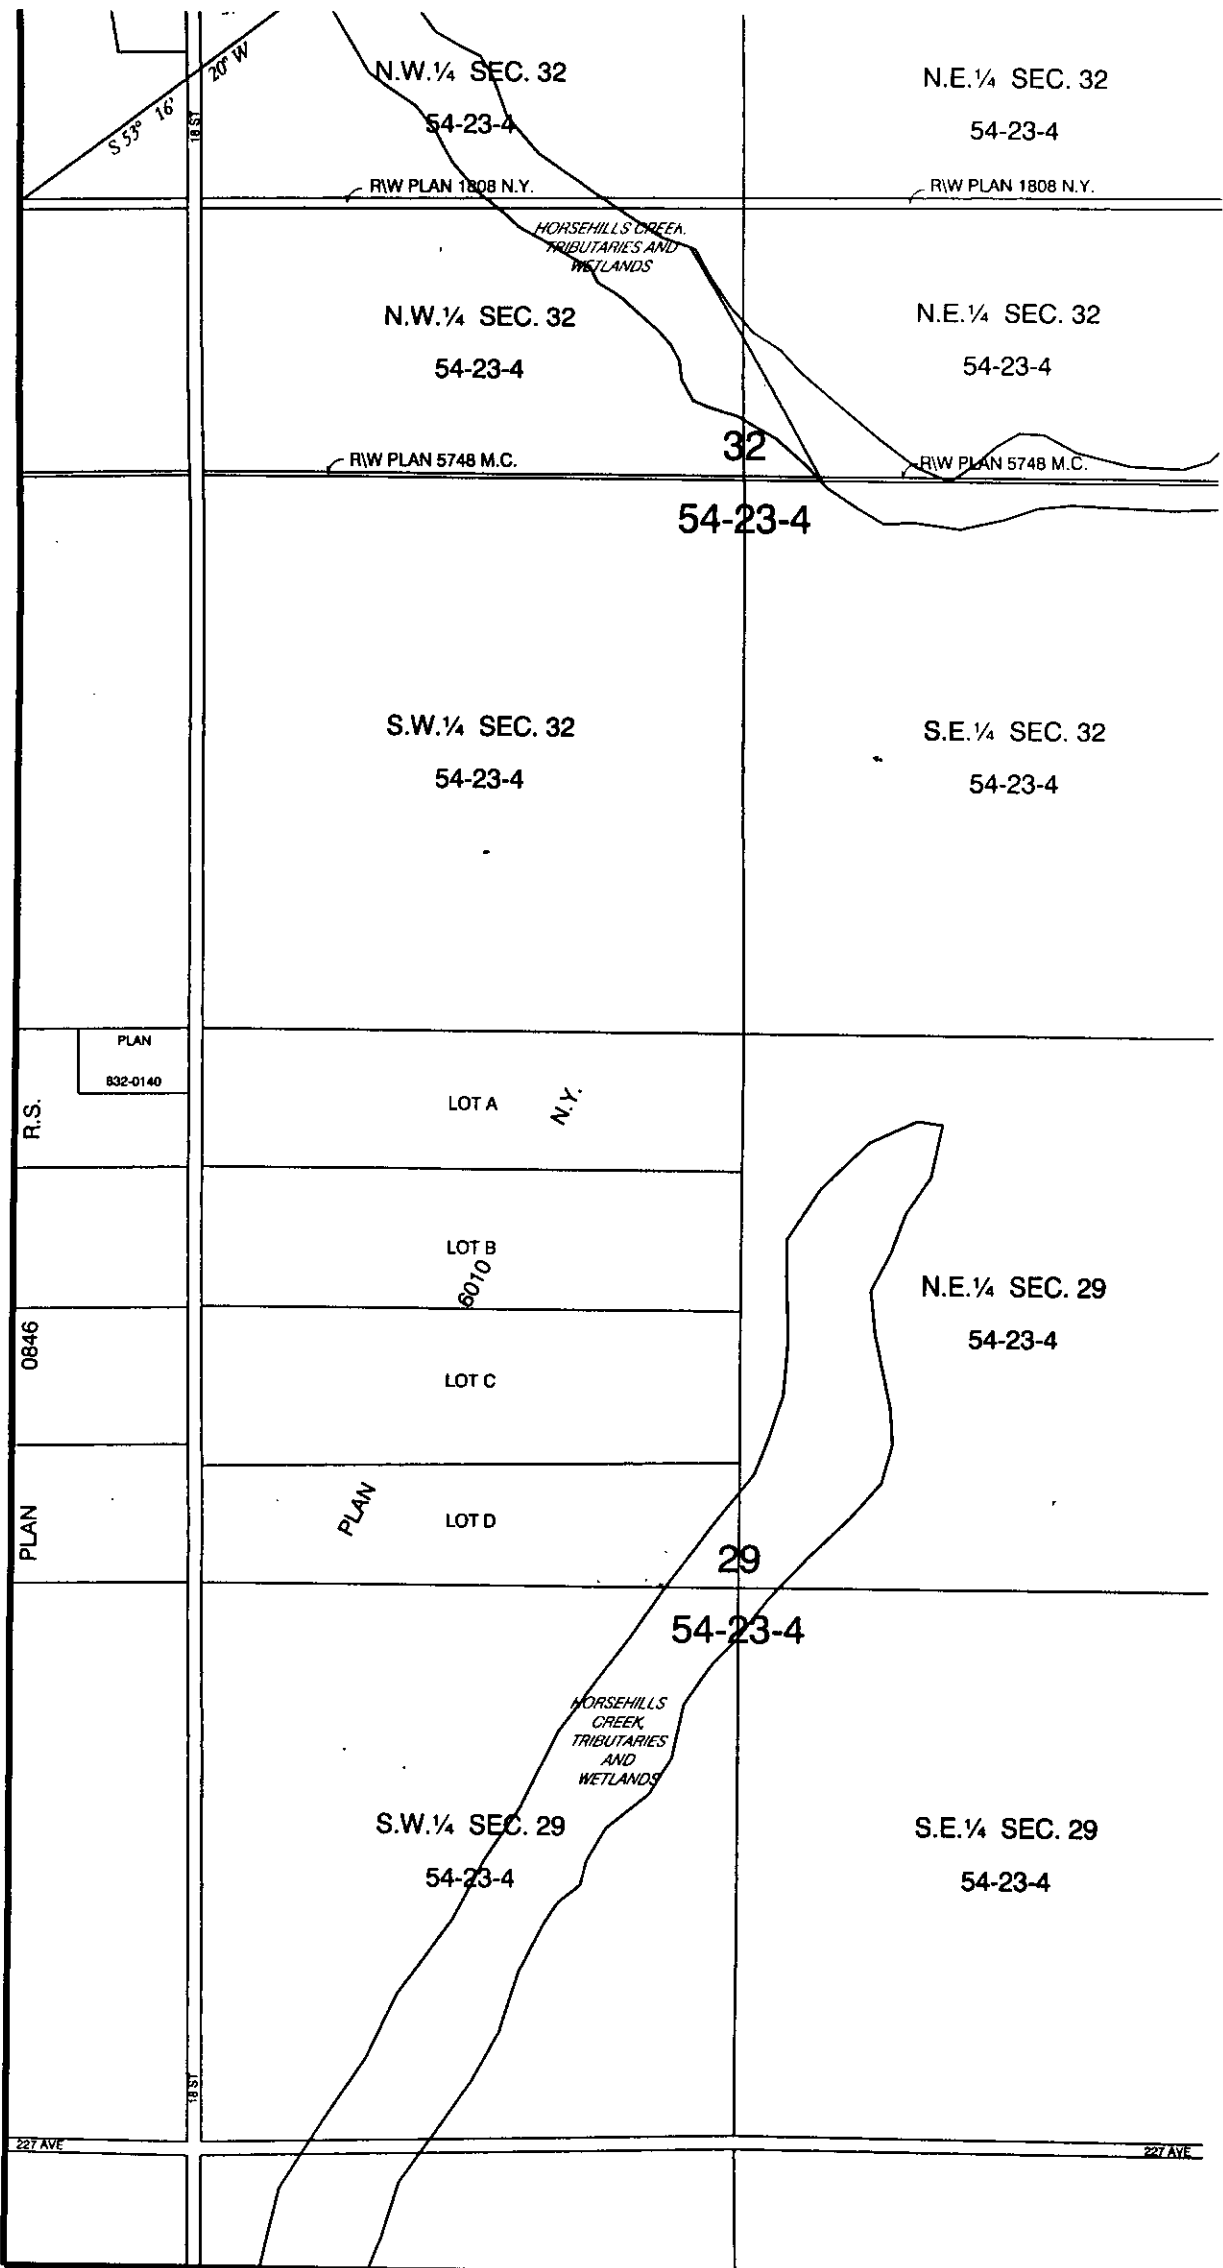 N.W.¼ SEC. 32
54-23-4
N.E.¼ SEC. 32
54-23-4
S 53° 16' 20" W
18 ST
R\W PLAN 1808 N.Y.
R\W PLAN 1808 N.Y.
HORSEHILLS CREEK,
TRIBUTARIES AND
WETLANDS
N.W.¼ SEC. 32
54-23-4
N.E.¼ SEC. 32
54-23-4
32
54-23-4
R\W PLAN 5748 M.C.
R\W PLAN 5748 M.C.
S.W.¼ SEC. 32
54-23-4
S.E.¼ SEC. 32
54-23-4
PLAN
832-0140
PLAN 0846 R.S.
LOT A
LOT B
LOT C
LOT D
PLAN 6010 N.Y.
N.E.¼ SEC. 29
54-23-4
29
54-23-4
HORSEHILLS
CREEK,
TRIBUTARIES
AND
WETLANDS
S.W.¼ SEC. 29
54-23-4
S.E.¼ SEC. 29
54-23-4
18 ST
227 AVE
227 AVE